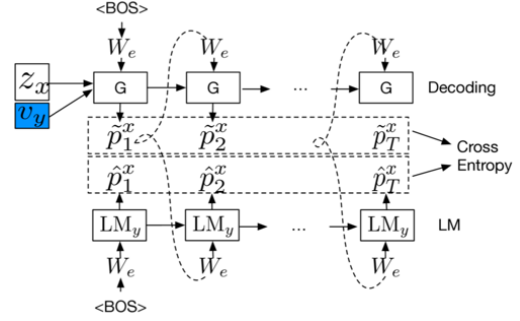 <BOS>
W_e W_e W_e
z_x G G ... G Decoding
v_y
p̃_1^x p̃_2^x p̃_T^x Cross
p̂_1^x p̂_2^x p̂_T^x Entropy
LM_y LM_y ... LM_y LM
W_e W_e W_e
<BOS>